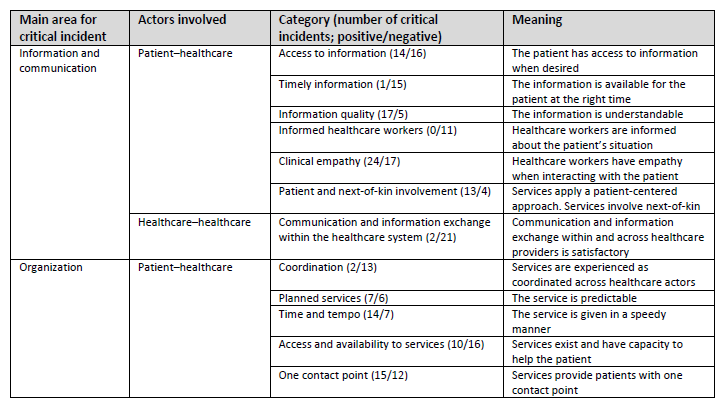 Main area for
critical incident
Actors involved
Category (number of critical
incidents; positive/negative)
Meaning
Information and
communication
Patient–healthcare
Access to information (14/16)
The patient has access to information
when desired
Timely information (1/15)
The information is available for the
patient at the right time
Information quality (17/5)
The information is understandable
Informed healthcare workers (0/11)
Healthcare workers are informed
about the patient's situation
Clinical empathy (24/17)
Healthcare workers have empathy
when interacting with the patient
Patient and next-of-kin involvement (13/4)
Services apply a patient-centered
approach. Services involve next-of-kin
Healthcare–healthcare
Communication and information exchange
within the healthcare system (2/21)
Communication and information
exchange within and across healthcare
providers is satisfactory
Organization
Patient–healthcare
Coordination (2/13)
Services are experienced as
coordinated across healthcare actors
Planned services (7/6)
The service is predictable
Time and tempo (14/7)
The service is given in a speedy
manner
Access and availability to services (10/16)
Services exist and have capacity to
help the patient
One contact point (15/12)
Services provide patients with one
contact point